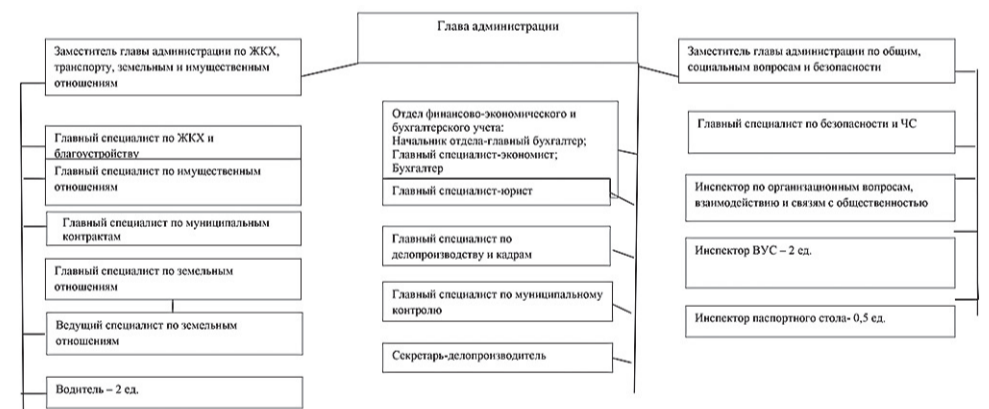 Глава администрации
Заместитель главы администрации по ЖКХ,
транспорту, земельным и имущественным
отношениям
Главный специалист по ЖКХ и
благоустройству
Главный специалист по имущественным
отношениям
Главный специалист по муниципальным
контрактам
Главный специалист по земельным
отношениям
Ведущий специалист по земельным
отношениям
Водитель – 2 ед.
Отдел финансово-экономического и
бухгалтерского учета:
Начальник отдела-главный бухгалтер;
Главный специалист-экономист;
Бухгалтер
Главный специалист-юрист
Главный специалист по
делопроизводству и кадрам
Главный специалист по муниципальному
контролю
Секретарь-делопроизводитель
Заместитель главы администрации по общим,
социальным вопросам и безопасности
Главный специалист по безопасности и ЧС
Инспектор по организационным вопросам,
взаимодействию и связям с общественностью
Инспектор ВУС – 2 ед.
Инспектор паспортного стола- 0,5 ед.